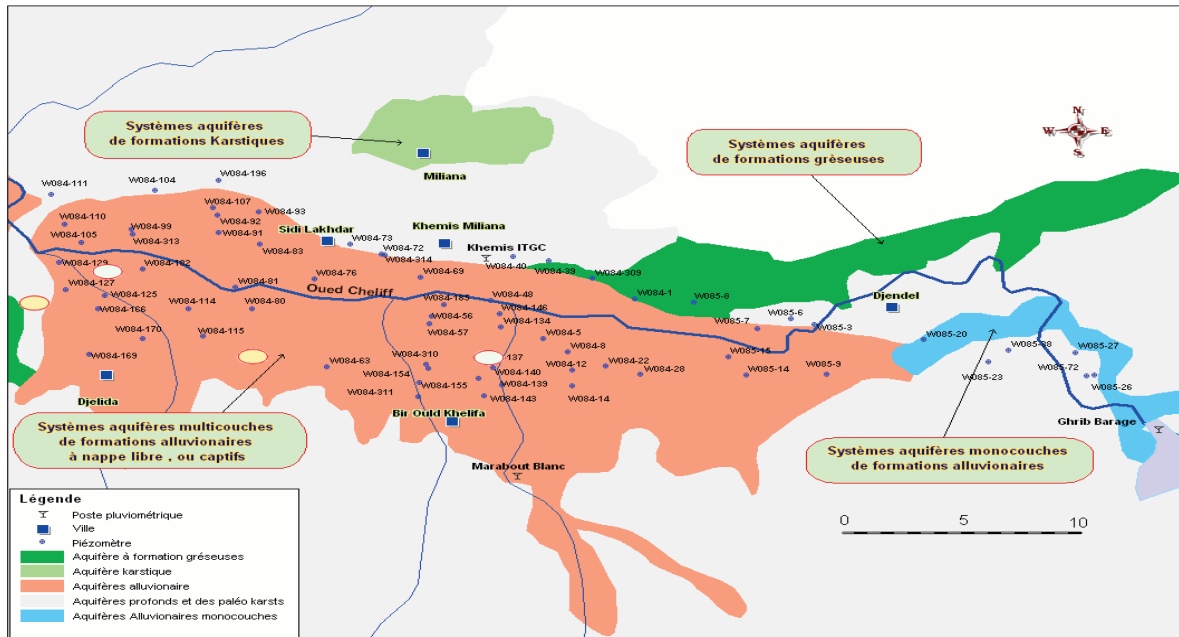 N
W E
S
Systèmes aquifères
de formations Karstiques
Systèmes aquifères
de formations grèseuses
Miliana
W084-111
W084-104
W084-196
W084-107
W084-93
W084-110
W084-99
W084-92
W084-105
W084-313
W084-91
W084-83
Sidi Lakhdar
Khemis Miliana
W084-73
W084-72
W084-314
Khemis ITGC
W084-40
W084-39
W084-309
W084-129
W084-182
W084-76
W084-69
W084-127
W084-125
W084-81
Oued Cheliff
W084-1
W085-8
Djendel
W084-166
W084-114
W084-80
W084-185
W084-48
W084-146
W084-56
W084-134
W084-57
W085-6
W085-7
W085-3
W084-170
W084-115
W084-5
W084-8
W085-20
W084-169
W084-63
W084-310
137
W084-22
W085-15
W085-38
W085-27
W084-154
W084-140
W084-12
W084-28
W085-14
W085-9
W085-23
W085-72
W085-26
W084-311
W084-155
W084-139
W084-143
W084-14
Djelida
Bir Ould Khelifa
Ghrib Barage
Systèmes aquifères multicouches
de formations alluvionaires
à nappe libre , ou captifs
Systèmes aquifères monocouches
de formations alluvionaires
Marabout Blanc
Légende
Poste pluviométrique
Ville
Piézomètre
Aquifère à formation gréseuses
Aquifère karstique
Aquifères alluvionaire
Aquifères profonds et des paléo karsts
Aquifères Alluvionaires monocouches
0 5 10